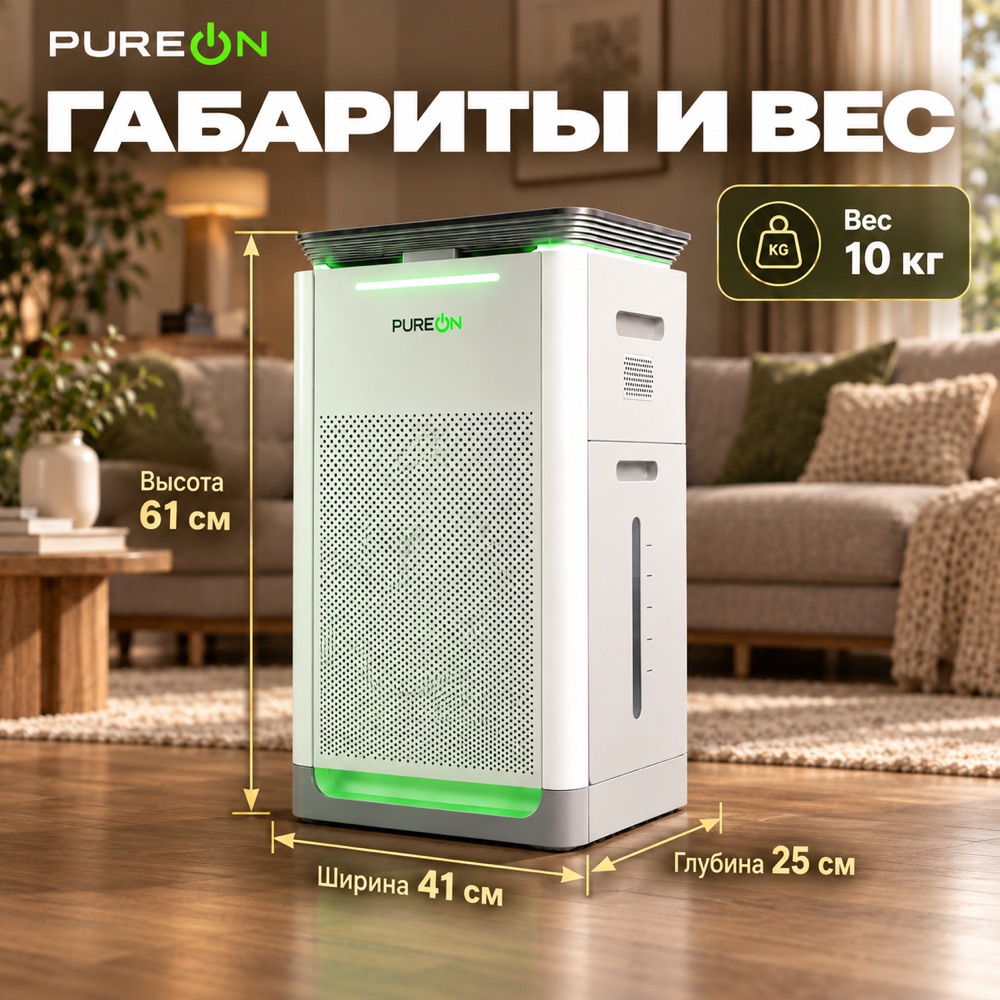 PUREON
ГАБАРИТЫ И ВЕС
KG
Вес
10 кг
PUREON
Высота
61 см
Ширина 41 см
Глубина 25 см